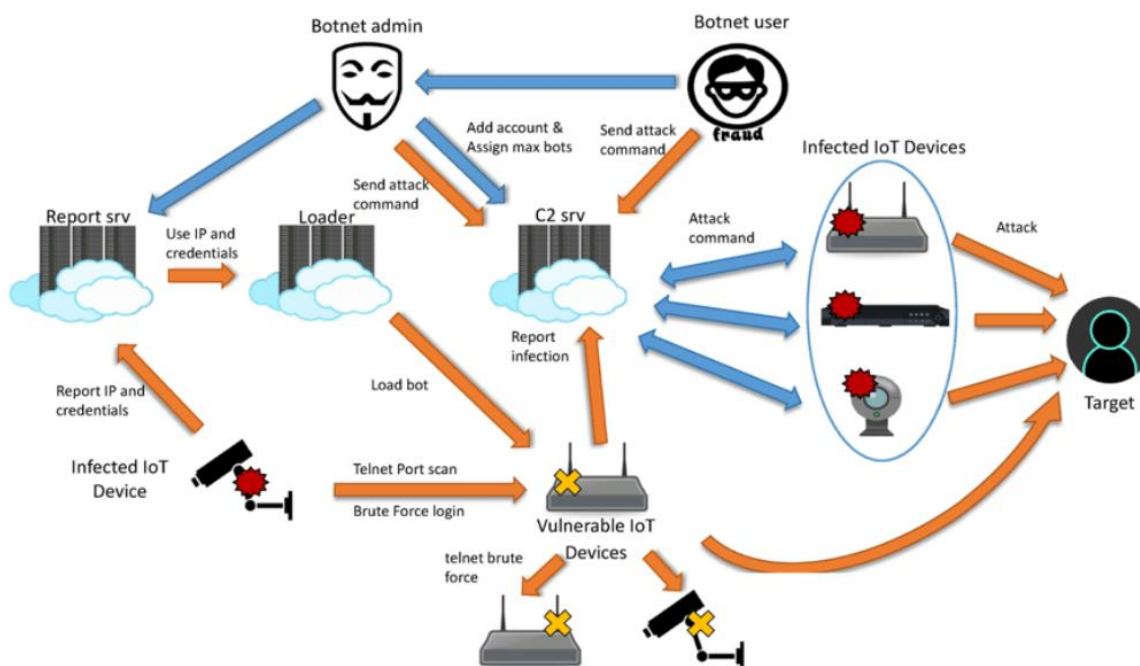 Botnet admin
Botnet user
fraud
Add account &
Assign max bots
Send attack
command
Send attack
command
Infected IoT Devices
Report srv
Use IP and
credentials
Loader
C2 srv
Attack
command
Attack
Report
infection
Report IP and
credentials
Load bot
Target
Infected IoT
Device
Telnet Port scan
Brute Force login
Vulnerable IoT
Devices
telnet brute
force